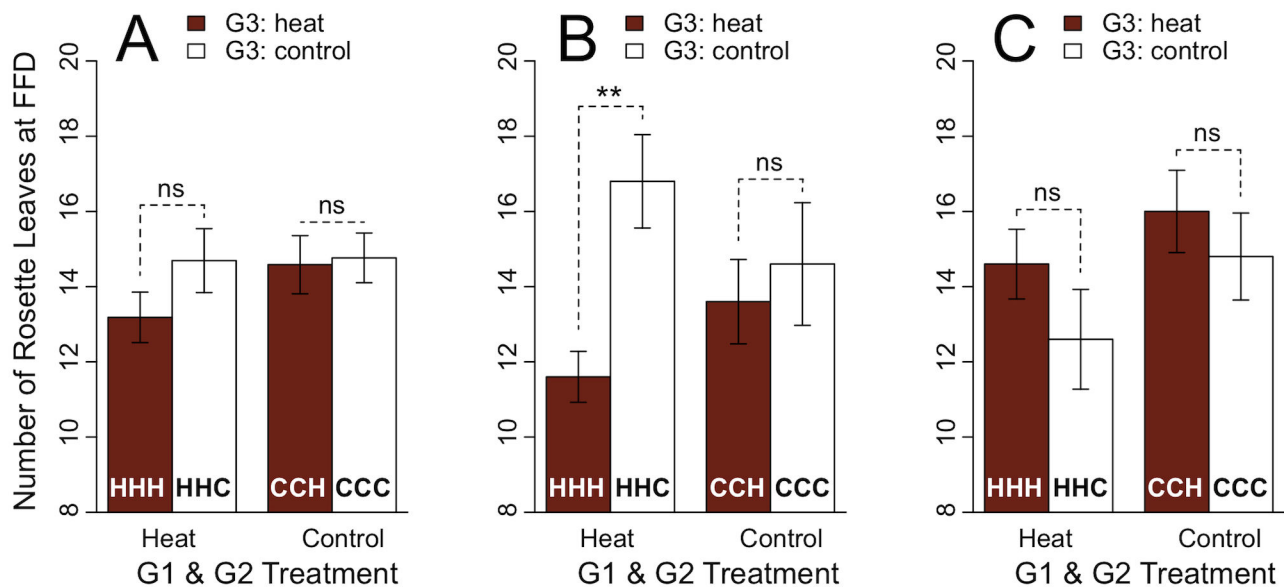 A
G3: heat
G3: control
Number of Rosette Leaves at FFD
20
18
16
14
12
10
8
ns
ns
HHH HHC CCH CCC
Heat Control
G1 & G2 Treatment
B
G3: heat
G3: control
20
18
16
14
12
10
8
**
ns
HHH HHC CCH CCC
Heat Control
G1 & G2 Treatment
C
G3: heat
G3: control
20
18
16
14
12
10
8
ns
ns
HHH HHC CCH CCC
Heat Control
G1 & G2 Treatment